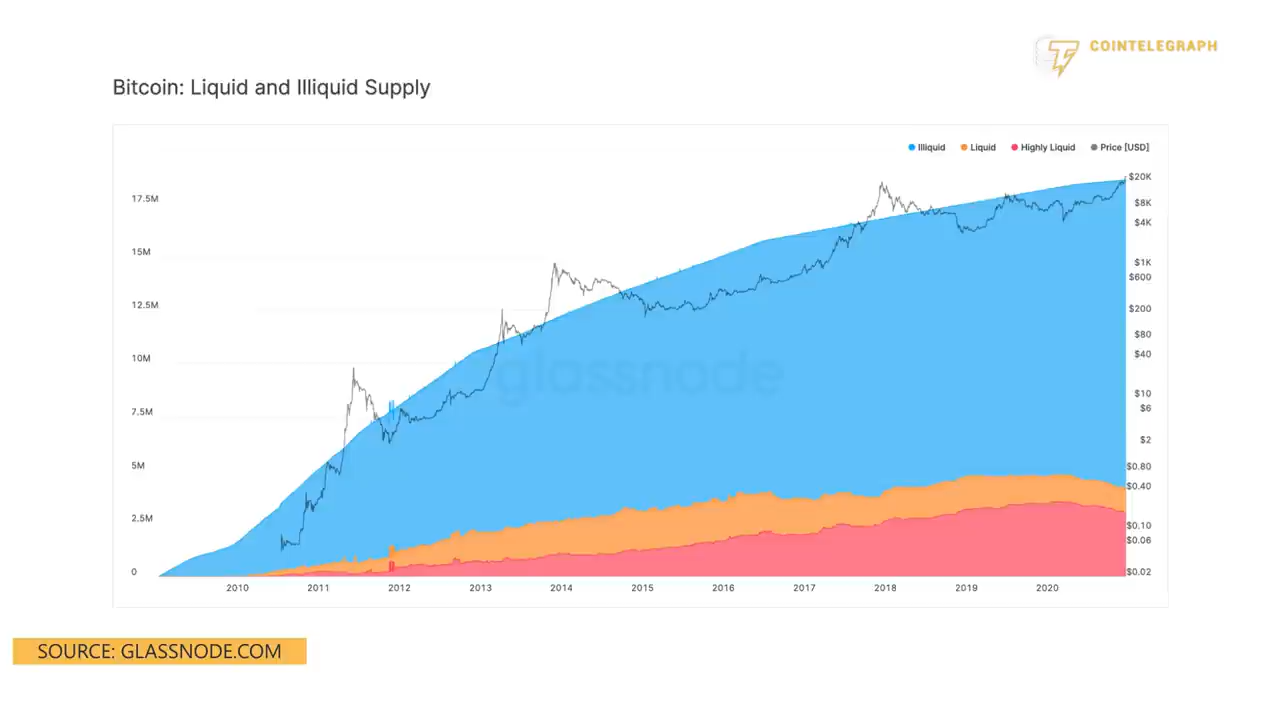 COINTELEGRAPH
Bitcoin: Liquid and Illiquid Supply
Illiquid Liquid Highly Liquid Price [USD]
17.5M
15M
12.5M
10M
7.5M
5M
2.5M
0
$20K
$8K
$4K
$1K
$600
$200
$80
$40
$10
$6
$2
$0.80
$0.40
$0.10
$0.06
$0.02
glassnode
2010 2011 2012 2013 2014 2015 2016 2017 2018 2019 2020
SOURCE: GLASSNODE.COM